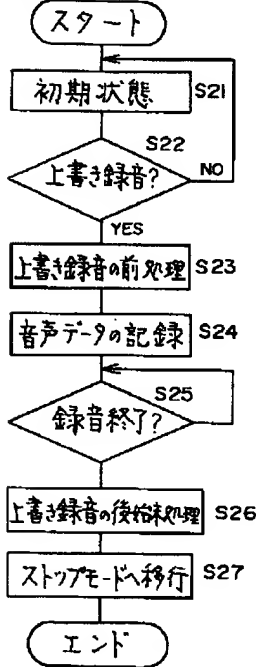 スタート
初期状態 S21
S22
上書き録音?
NO
YES
上書き録音の前処理 S23
音声データの記録 S24
S25
録音終了?
上書き録音の後始末処理 S26
ストップモードへ移行 S27
エンド